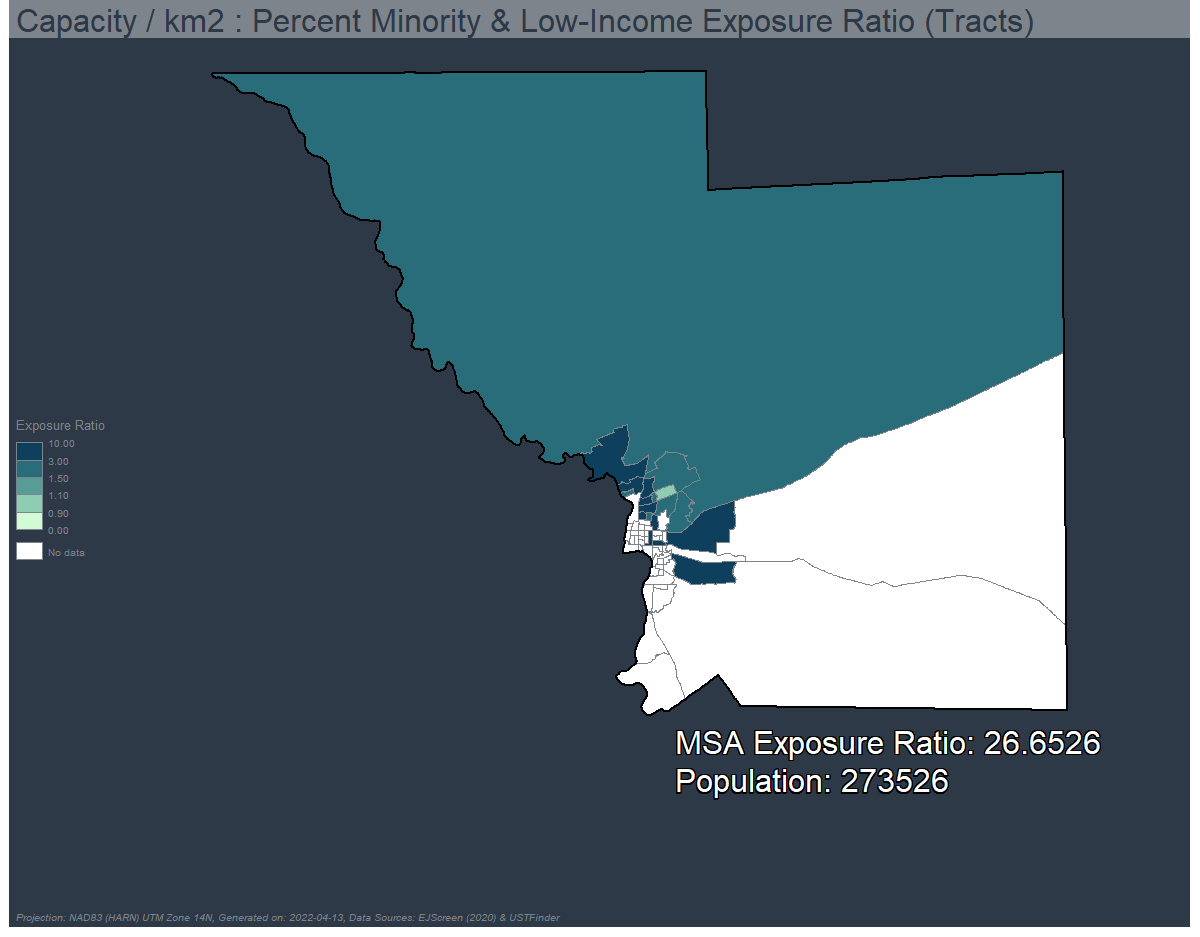 Capacity / km2 : Percent Minority & Low-Income Exposure Ratio (Tracts)
Exposure Ratio
10.00
3.00
1.50
1.10
0.90
0.00
No data
MSA Exposure Ratio: 26.6526
Population: 273526
Projection: NAD83 (HARN) UTM Zone 14N, Generated on: 2022-04-13, Data Sources: EJScreen (2020) & USTFinder